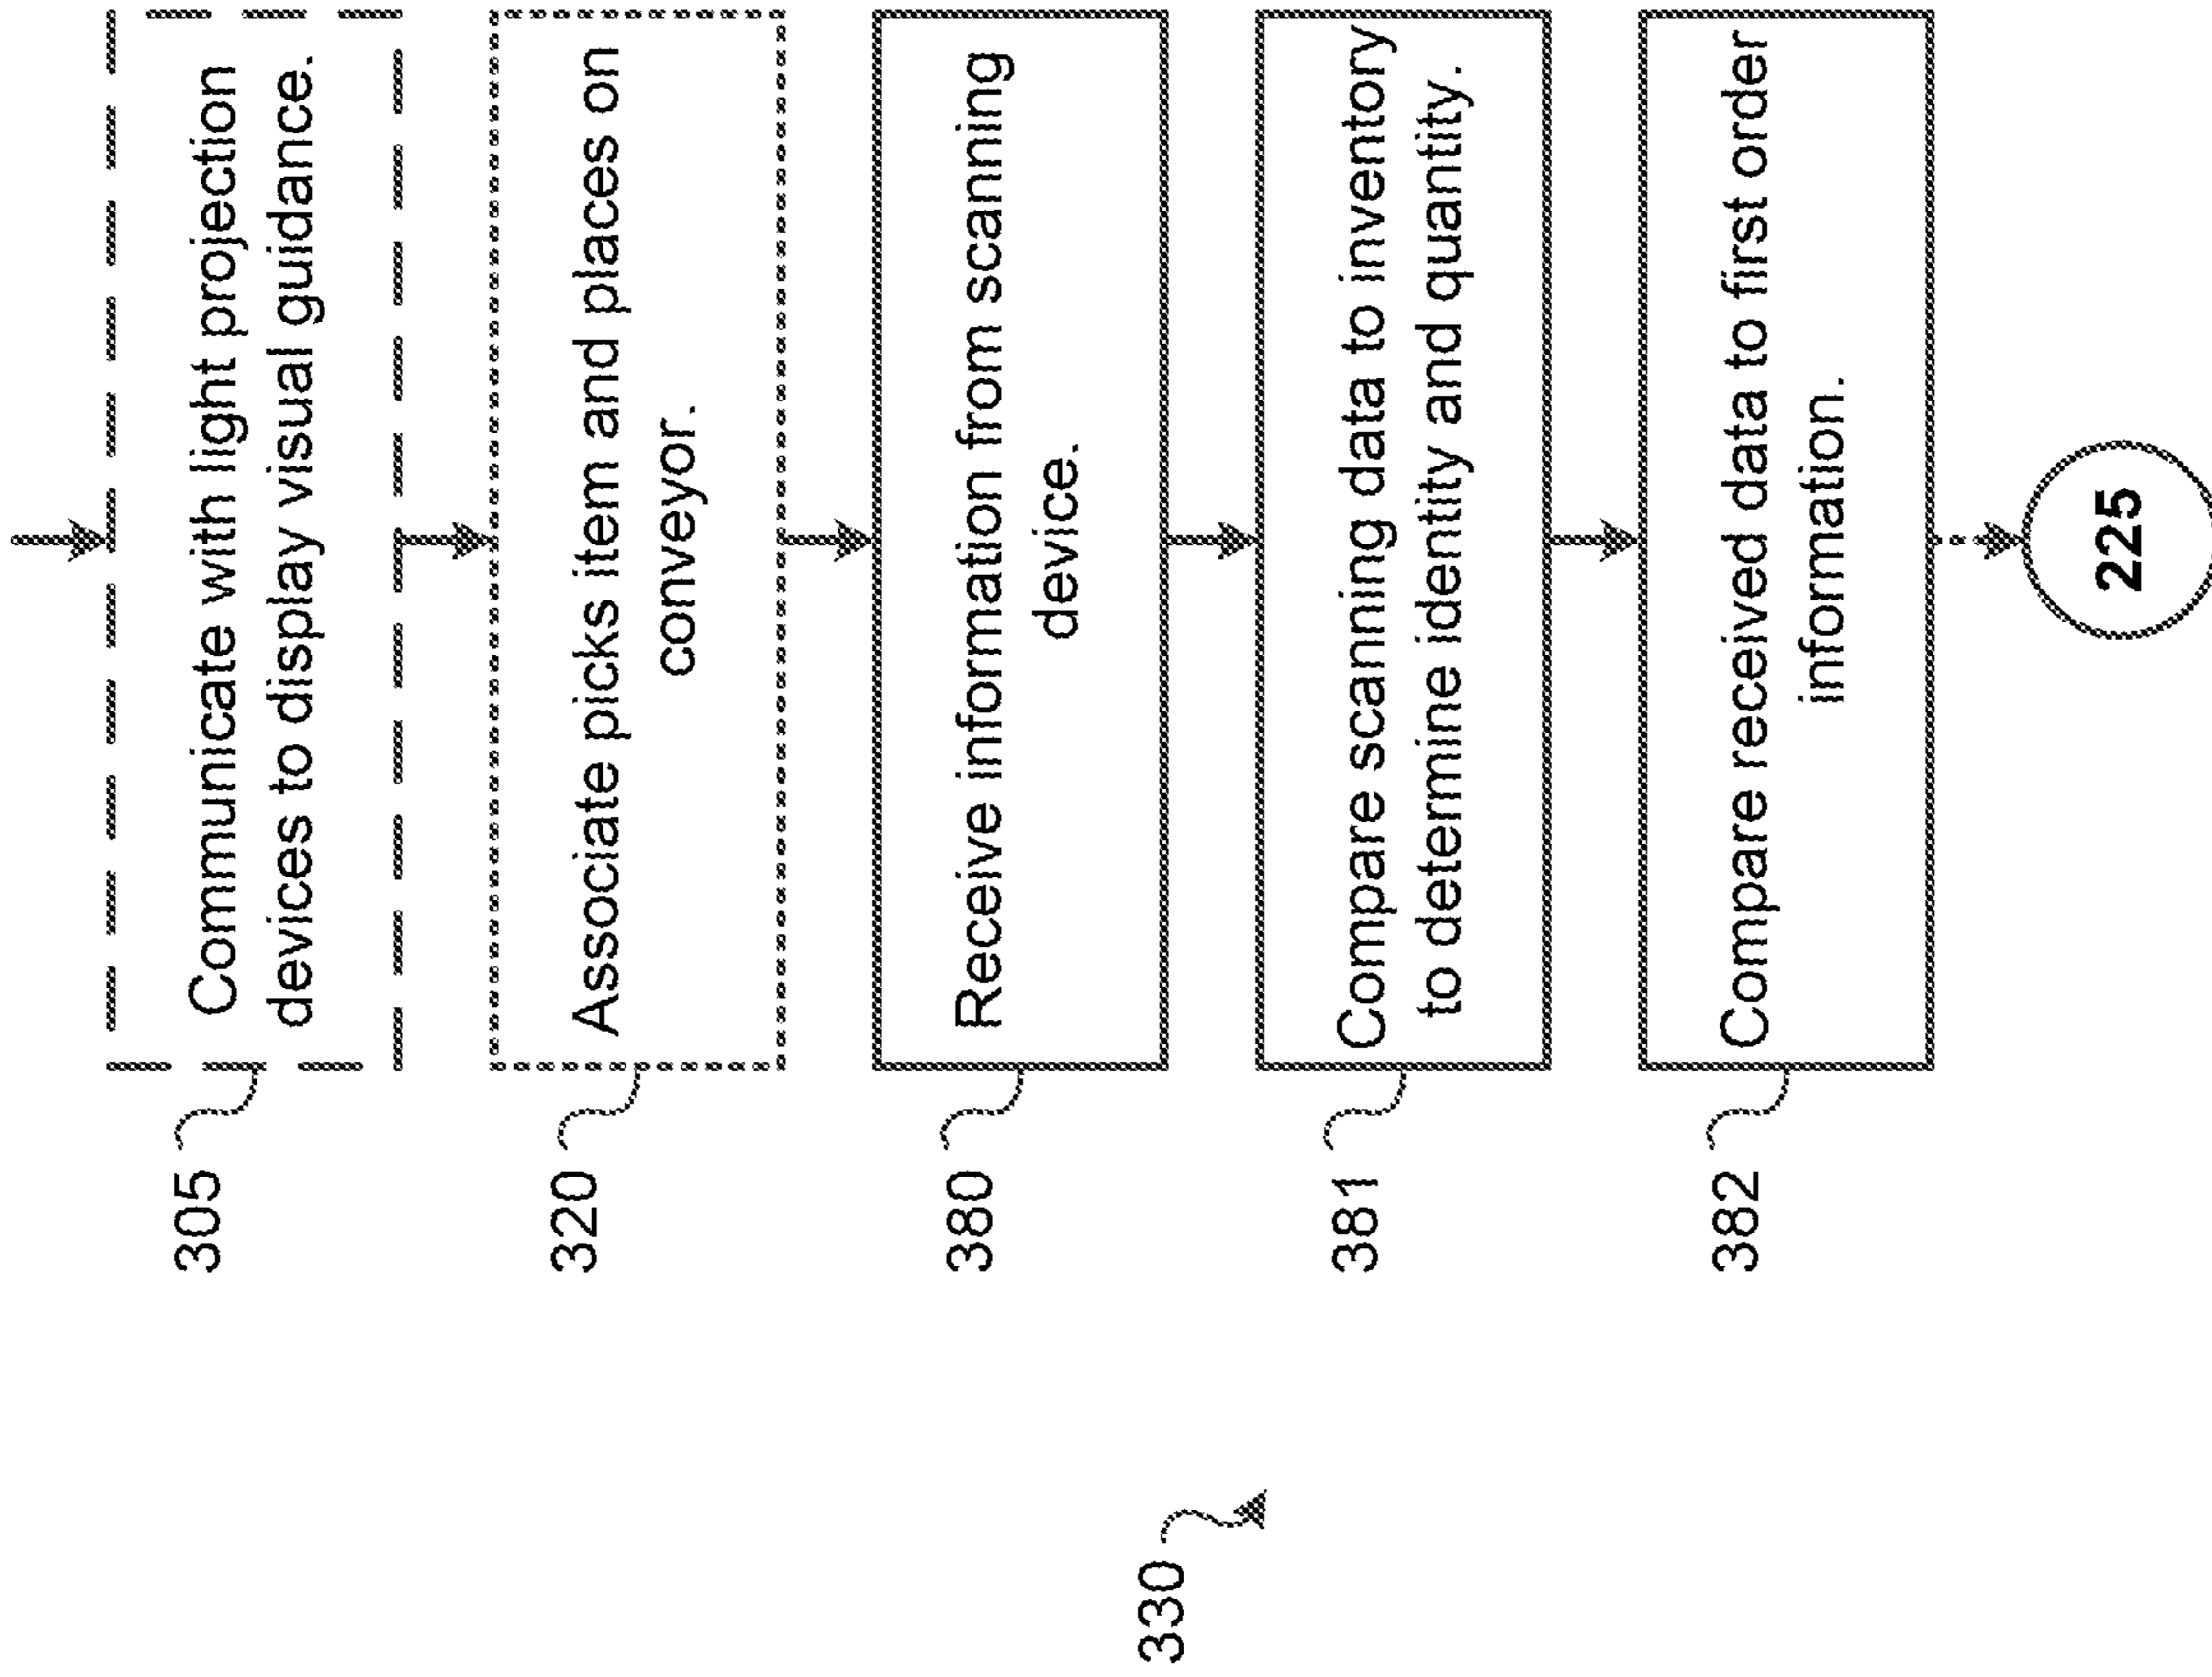 305
Communicate with light projection
devices to display visual guidance.
320
Associate picks item and places on
conveyor.
380
Receive information from scanning
device.
381
Compare scanning data to inventory
to determine identity and quantity.
382
Compare received data to first order
information.
225
330